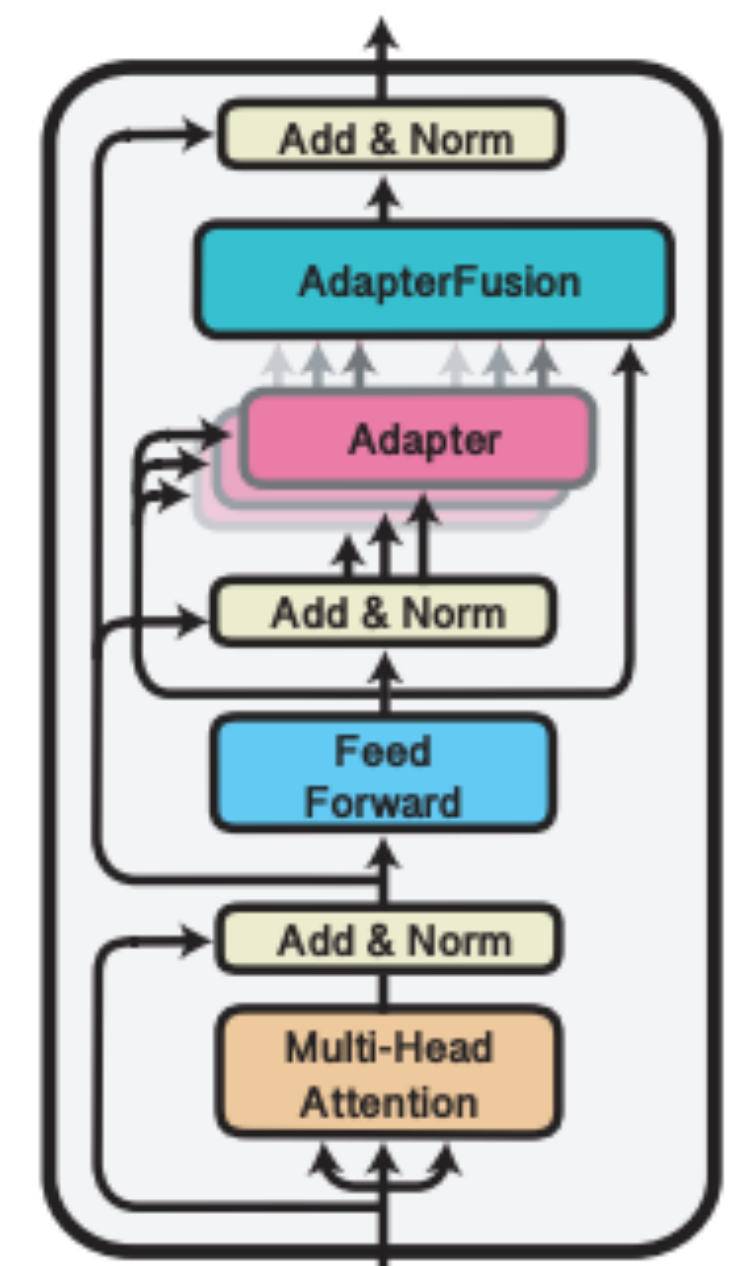 Add & Norm
AdapterFusion
Adapter
Add & Norm
Feed
Forward
Add & Norm
Multi-Head
Attention